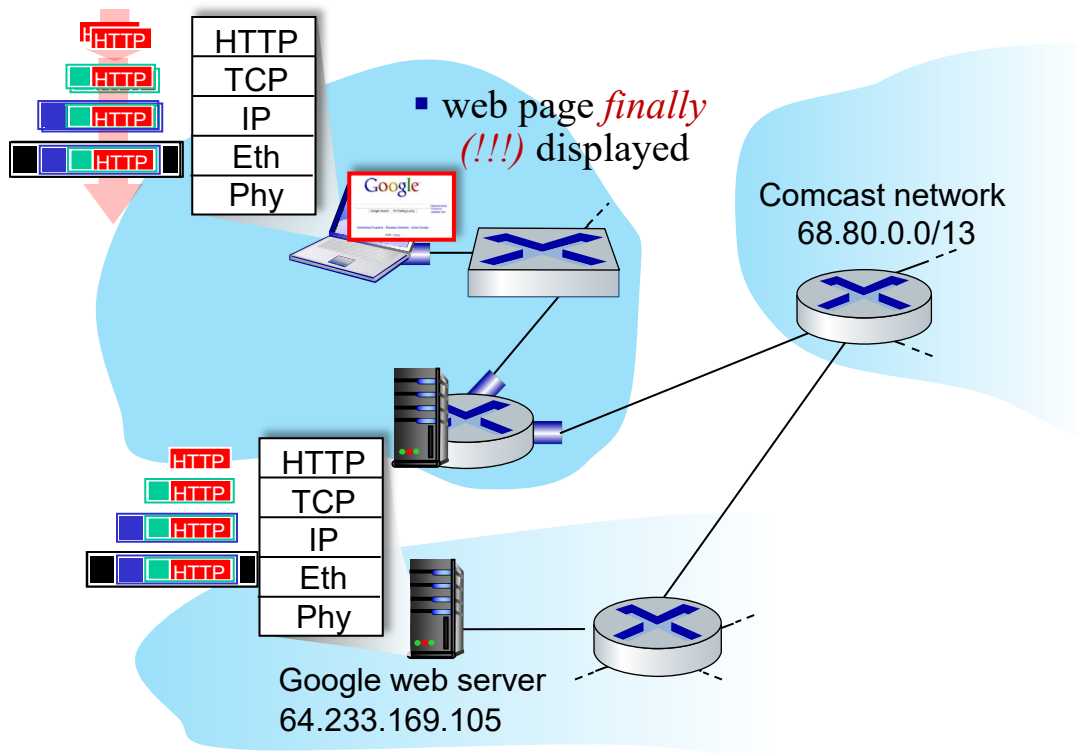 HTTP
HTTP
HTTP
HTTP
HTTP
HTTP
TCP
IP
Eth
Phy
▪ web page finally
(!!!) displayed
Google
Comcast network
68.80.0.0/13
HTTP
HTTP
HTTP
HTTP
HTTP
TCP
IP
Eth
Phy
Google web server
64.233.169.105